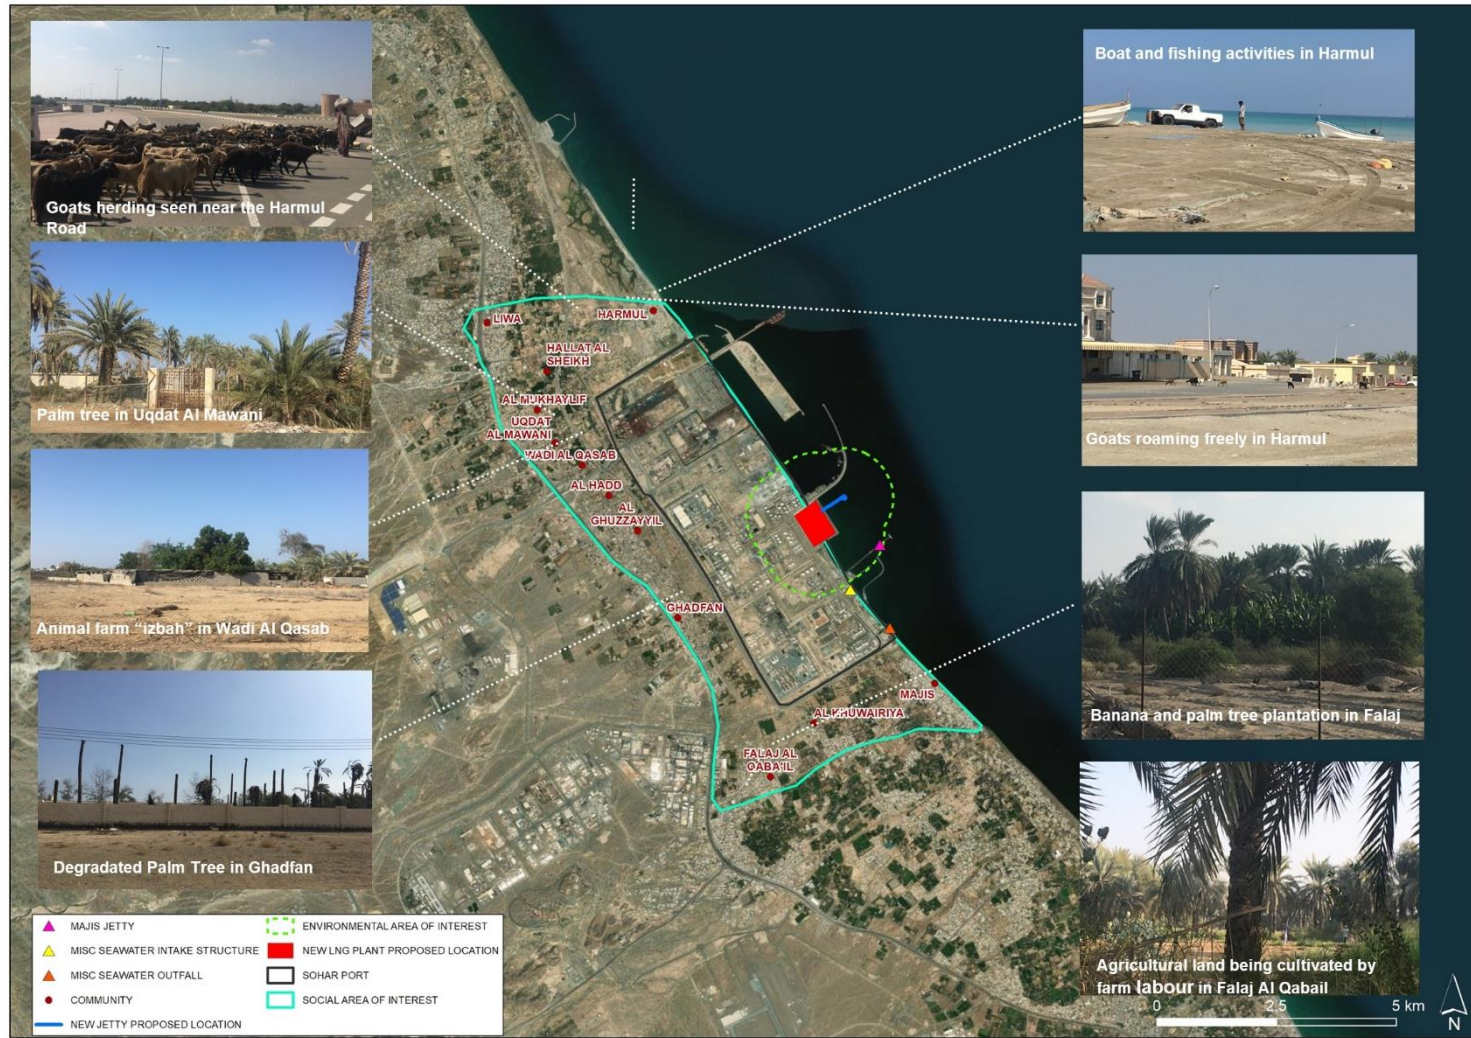 Goats herding seen near the Harmul
Road
Palm tree in Uqdat Al Mawani
Animal farm “izbah” in Wadi Al Qasab
Degradated Palm Tree in Ghadfan
Boat and fishing activities in Harmul
Goats roaming freely in Harmul
Banana and palm tree plantation in Falaj
Agricultural land being cultivated by
farm labour in Falaj Al Qabail
LIWA
HARMUL
HALLAT AL
SHEIKH
AL MUKHAYLIF
UQDAT
AL MAWANI
WADI AL QASAB
AL HADD
AL
GHUZZAYYIL
GHADFAN
MAJIS
AL KHUWAIRIYA
FALAJ AL
QABA'IL
MAJIS JETTY
MISC SEAWATER INTAKE STRUCTURE
MISC SEAWATER OUTFALL
COMMUNITY
NEW JETTY PROPOSED LOCATION
ENVIRONMENTAL AREA OF INTEREST
NEW LNG PLANT PROPOSED LOCATION
SOHAR PORT
SOCIAL AREA OF INTEREST
0 2.5 5 km
N